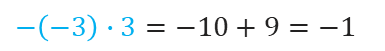 −(−3) · 3 = −10 + 9 = −1